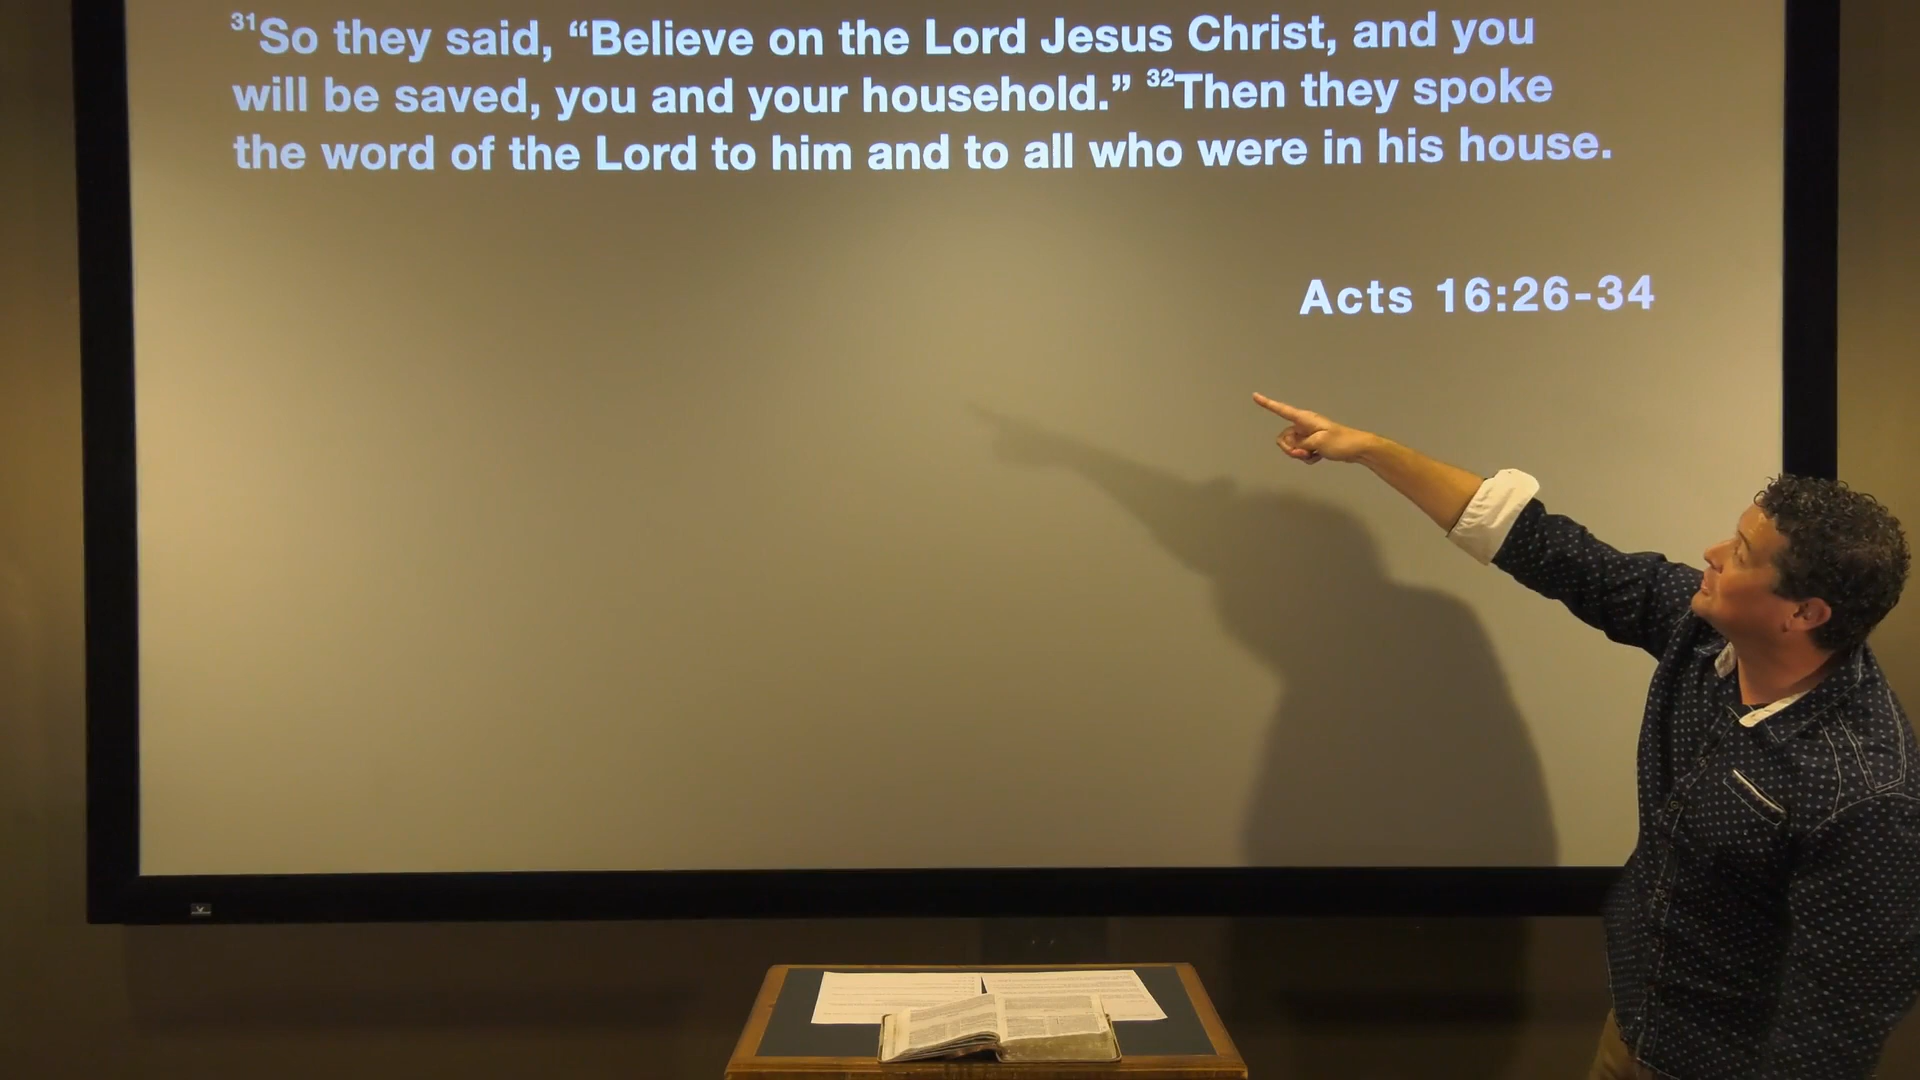 ³¹So they said, “Believe on the Lord Jesus Christ, and you
will be saved, you and your household.” ³²Then they spoke
the word of the Lord to him and to all who were in his house.
Acts 16:26-34